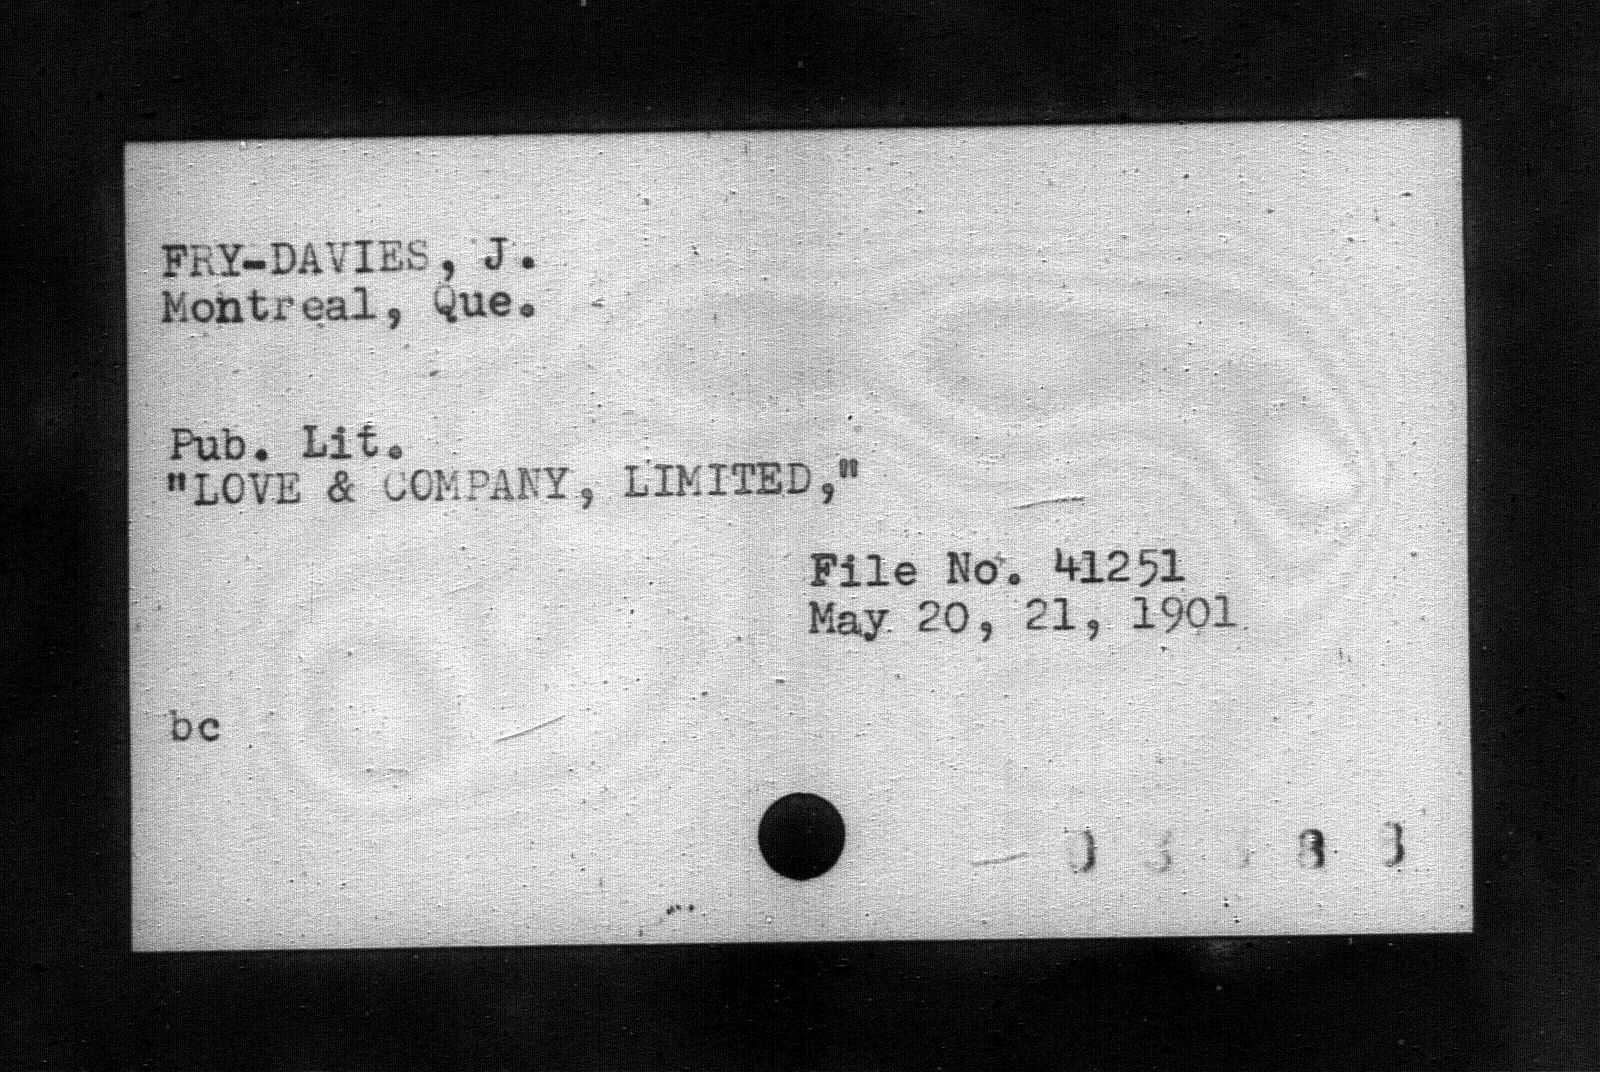 FRY-DAVIES, J.
Montreal, Que.
Pub. Lit.
"LOVE & COMPANY, LIMITED,"
File No. 41251
May 20, 21, 1901.
bc